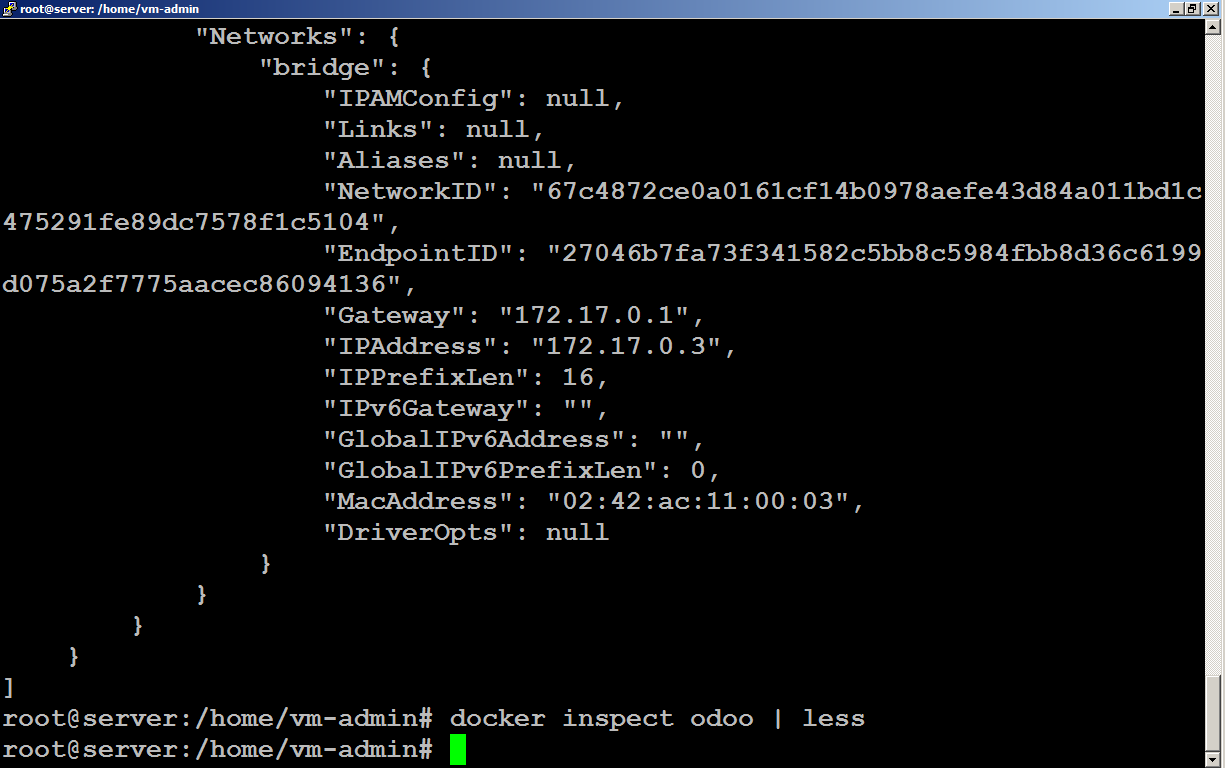 root@server: /home/vm-admin
"Networks": {
"bridge": {
"IPAMConfig": null,
"Links": null,
"Aliases": null,
"NetworkID": "67c4872ce0a0161cf14b0978aefe43d84a011bd1c
475291fe89dc7578f1c5104",
"EndpointID": "27046b7fa73f341582c5bb8c5984fbb8d36c6199
d075a2f7775aacec86094136",
"Gateway": "172.17.0.1",
"IPAddress": "172.17.0.3",
"IPPrefixLen": 16,
"IPv6Gateway": "",
"GlobalIPv6Address": "",
"GlobalIPv6PrefixLen": 0,
"MacAddress": "02:42:ac:11:00:03",
"DriverOpts": null
}
}
}
}
]
root@server:/home/vm-admin# docker inspect odoo | less
root@server:/home/vm-admin#